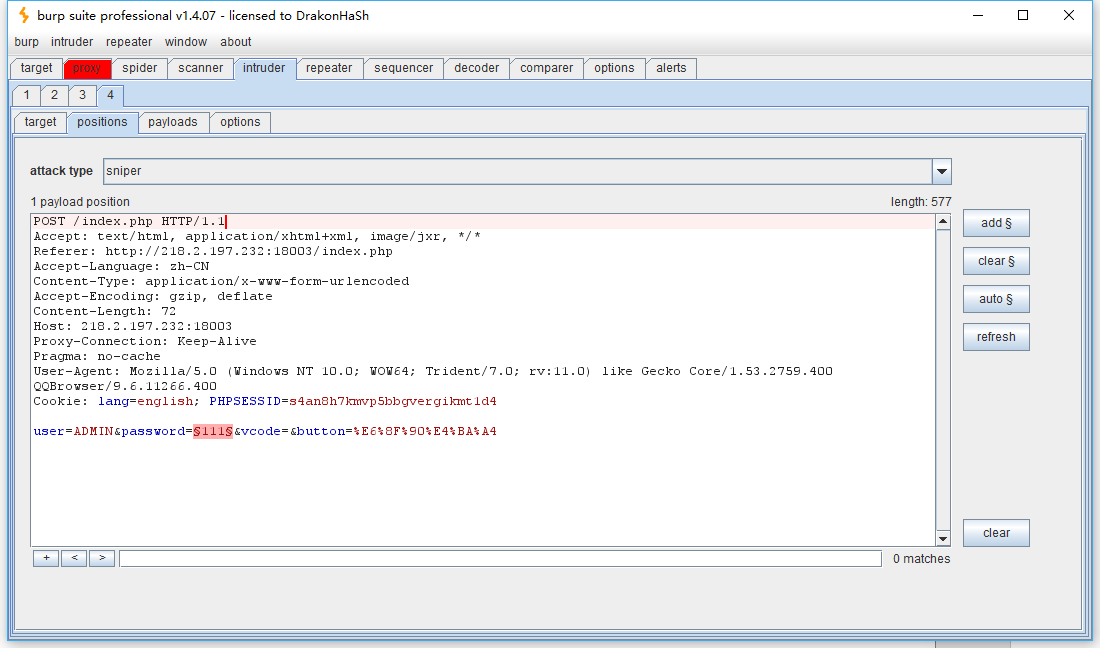 burp suite professional v1.4.07 - licensed to DrakonHaSh
burp intruder repeater window about
target proxy spider scanner intruder repeater sequencer decoder comparer options alerts
1 2 3 4
target positions payloads options
attack type sniper
1 payload position length: 577
POST /index.php HTTP/1.1
Accept: text/html, application/xhtml+xml, image/jxr, */*
Referer: http://218.2.197.232:18003/index.php
Accept-Language: zh-CN
Content-Type: application/x-www-form-urlencoded
Accept-Encoding: gzip, deflate
Content-Length: 72
Host: 218.2.197.232:18003
Proxy-Connection: Keep-Alive
Pragma: no-cache
User-Agent: Mozilla/5.0 (Windows NT 10.0; WOW64; Trident/7.0; rv:11.0) like Gecko Core/1.53.2759.400
QQBrowser/9.6.11266.400
Cookie: lang=english; PHPSESSID=s4an8h7kmvp5bbgvergikmt1d4
user=ADMIN&password=§111§&vcode=&button=%E6%8F%90%E4%BA%A4
add §
clear §
auto §
refresh
clear
+ < > 0 matches